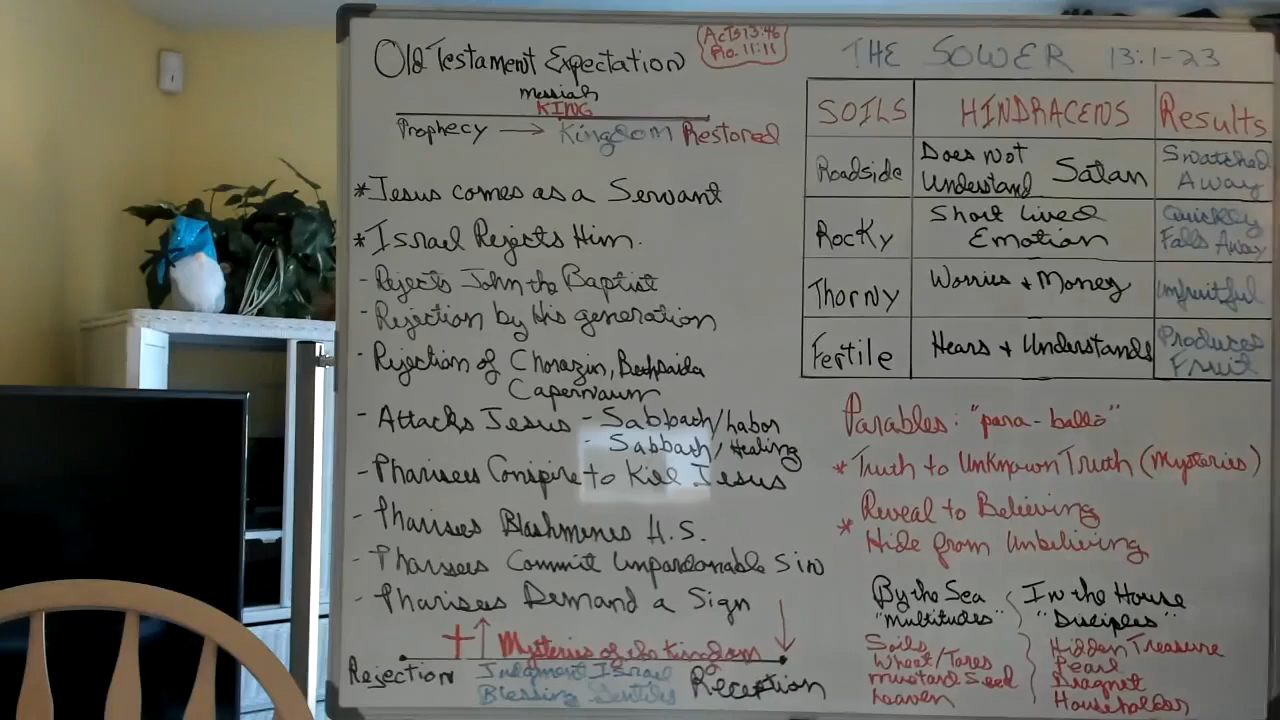 Old Testament Expectation
Acts 13:46
Ro. 11:11
Messiah
KING
Prophecy → Kingdom Restored
*Jesus comes as a Servant
*Israel Rejects Him.
- Rejects John the Baptist
- Rejection by His generation
- Rejection of Chorazin, Bethsaida
Capernaum
- Attacks Jesus - Sabbath/Labor
- Sabbath/Healing
- Pharisees Conspire to Kill Jesus
- Pharises Blashmenes H.S.
- Pharisees Commit Unpardonable Sin
- Pharisees Demand a Sign
Mysteries of the Kingdom
Rejection
Judgment Israel
Blessing Gentiles
Reception
THE SOWER 13:1-23
SOILS HINDRACENS Results
Roadside Does Not Understand Satan Snatched Away
Rocky Short Lived Emotion Quickley Falls Away
Thorny Worries + Money Unfruitful
Fertile Hears + Understands Produces Fruit
Parables: "para-ballō"
* Truth to Unknown Truth (Mysteries)
* Reveal to Believing
Hide from Unbelieving
By the Sea
"Multitudes"
Soils
Wheat/Tares
Mustard Seed
Leaven
In the House
"Disciples"
Hidden Treasure
Pearl
Dragnet
Householder